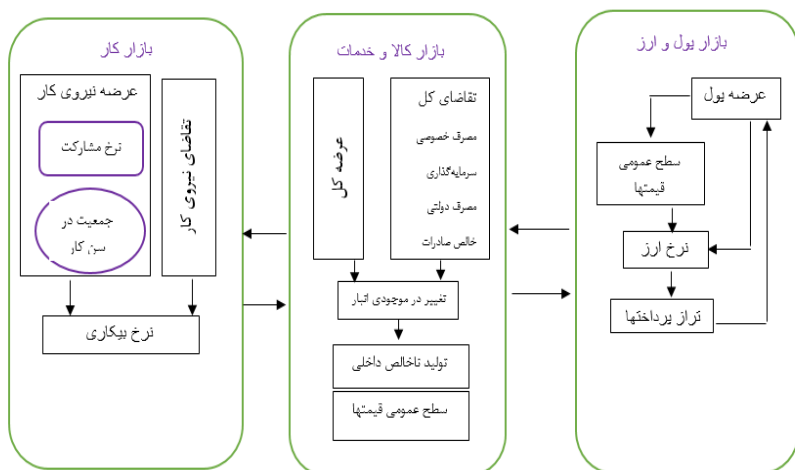 بازار پول و ارز
عرضه پول
سطح عمومی
قیمتها
نرخ ارز
تراز پرداختها
بازار کالا و خدمات
تقاضای کل
مصرف خصوصی
سرمایه‌گذاری
مصرف دولتی
خالص صادرات
عرضه کل
تغییر در موجودی انبار
تولید ناخالص داخلی
سطح عمومی قیمتها
بازار کار
عرضه نیروی کار
نرخ مشارکت
جمعیت در
سن کار
تقاضای نیروی کار
نرخ بیکاری